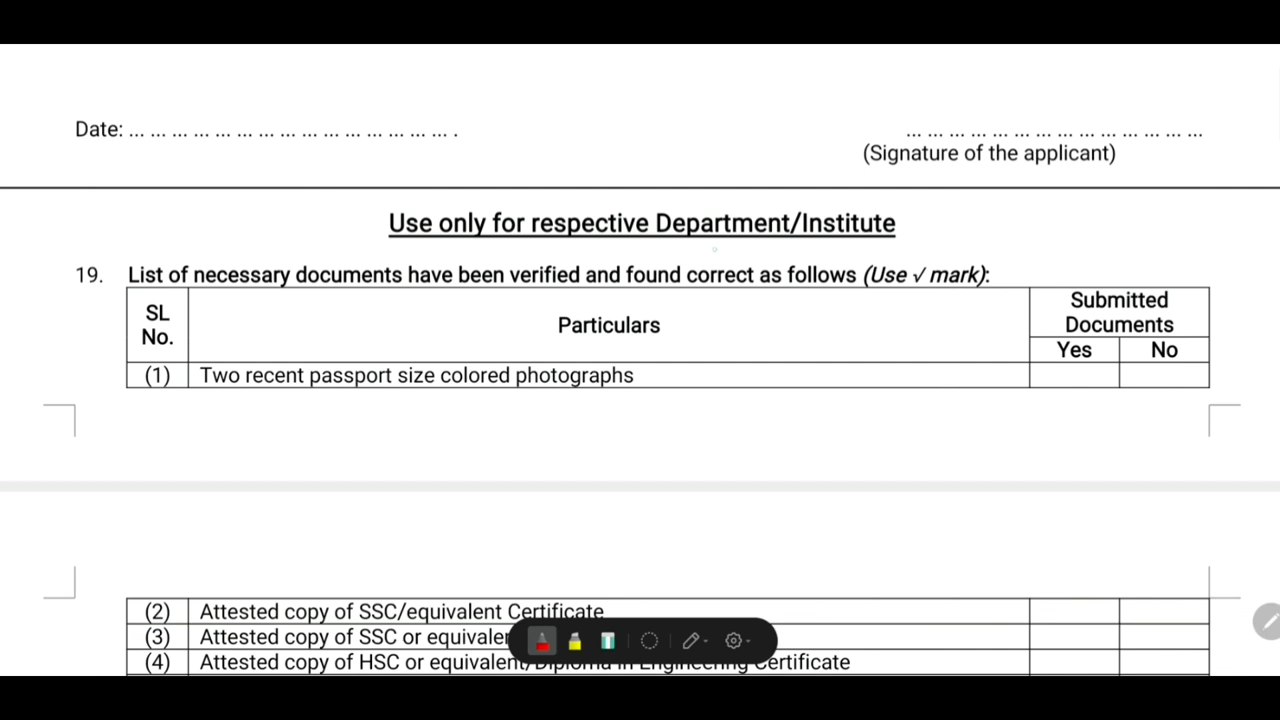 Date: ... ... ... ... ... ... ... ... ... ... ... ... ... ... ... .
... ... ... ... ... ... ... ... ... ... ... ... ... ...
(Signature of the applicant)
Use only for respective Department/Institute
19. List of necessary documents have been verified and found correct as follows (Use √ mark):
SL No. Particulars Submitted Documents
Yes No
(1) Two recent passport size colored photographs
(2) Attested copy of SSC/equivalent Certificate
(3) Attested copy of SSC or
(4) Attested copy of HSC or equivalent/Diploma in Engineering Certificate